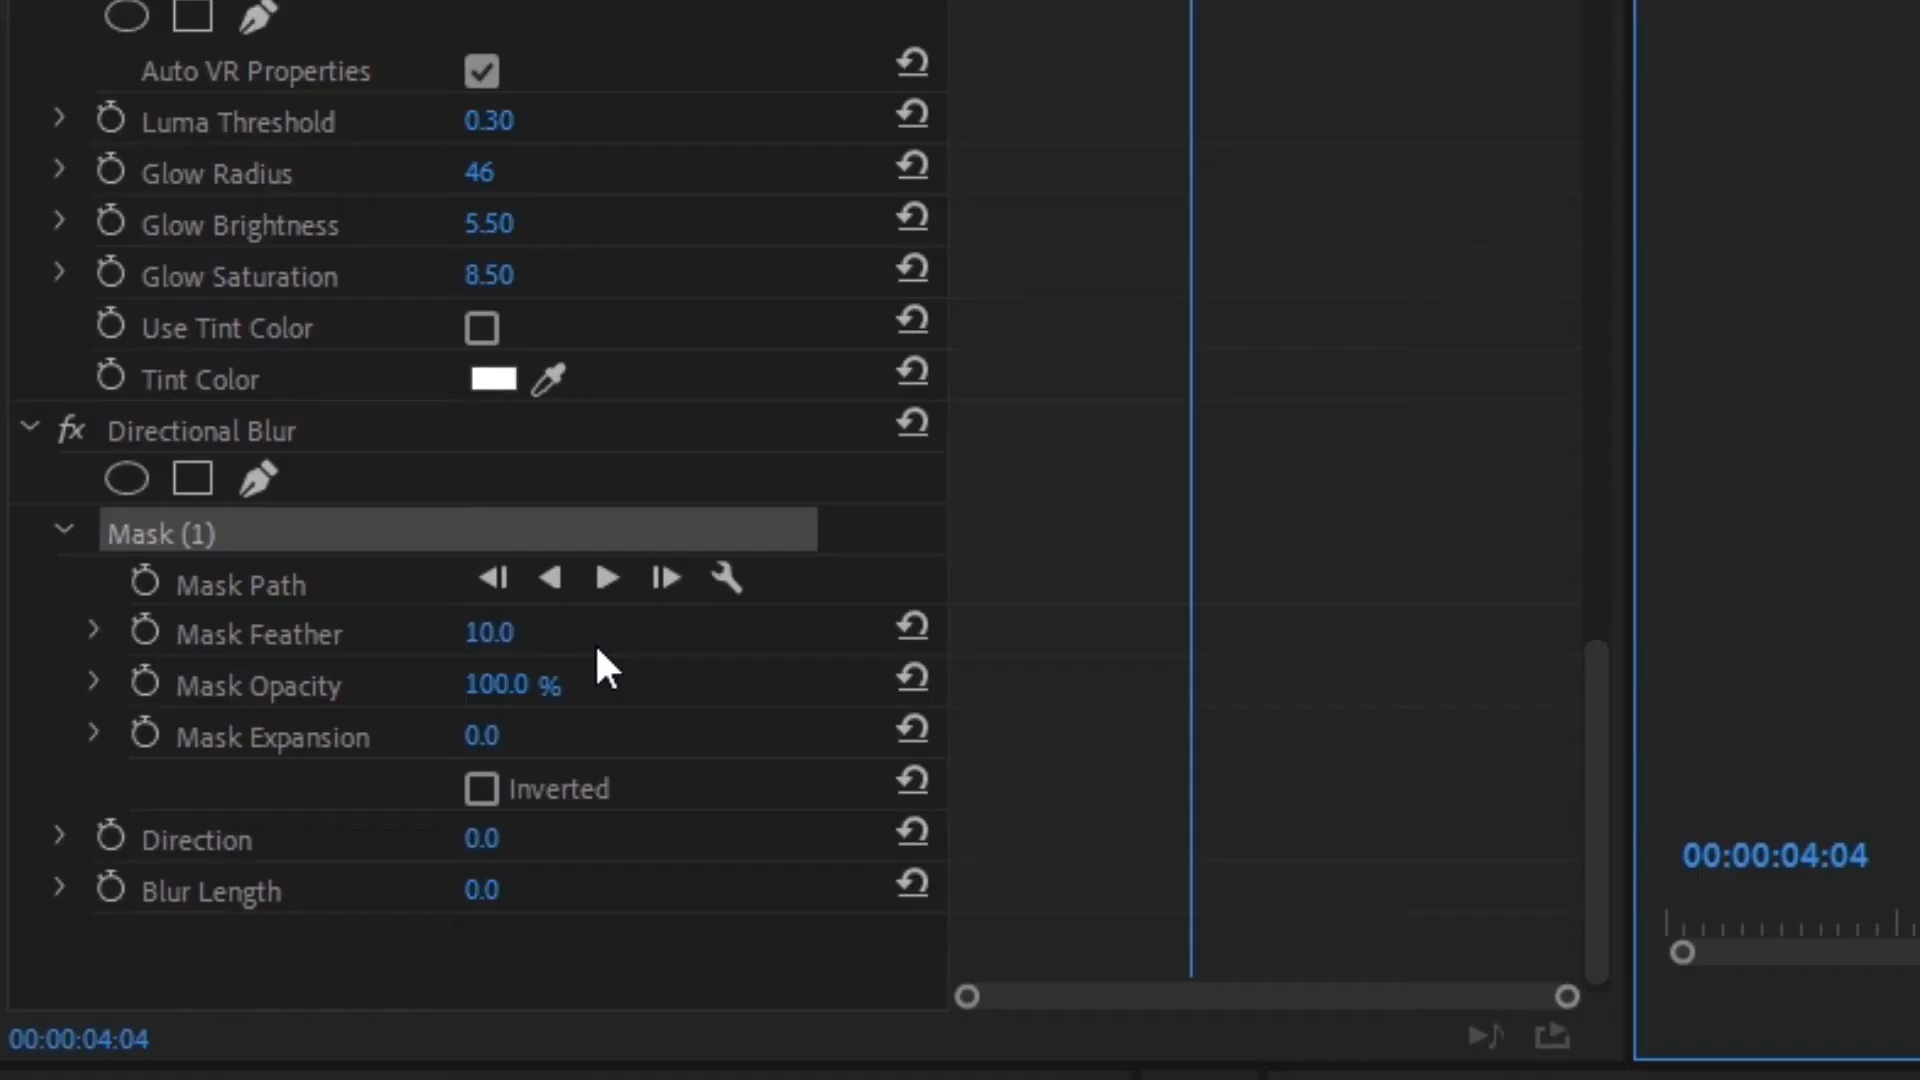 Auto VR Properties
Luma Threshold 0.30
Glow Radius 46
Glow Brightness 5.50
Glow Saturation 8.50
Use Tint Color
Tint Color
fx Directional Blur
Mask (1)
Mask Path
Mask Feather 10.0
Mask Opacity 100.0 %
Mask Expansion 0.0
Inverted
Direction 0.0
Blur Length 0.0
00:00:04:04
00:00:04:04